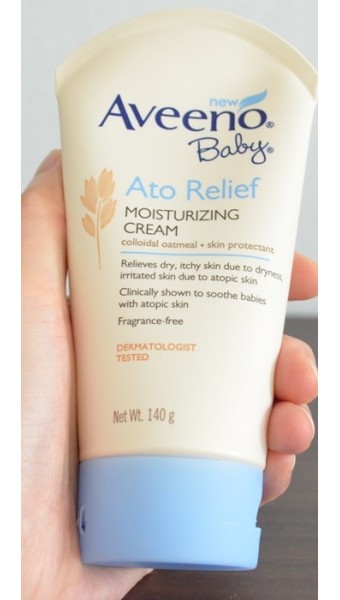 new
Aveeno®
Baby®
Ato Relief
MOISTURIZING
CREAM
colloidal oatmeal • skin protectant
Relieves dry, itchy skin due to dryness,
irritated skin due to atopic skin
Clinically shown to soothe babies
with atopic skin
Fragrance-free
DERMATOLOGIST
TESTED
Net Wt. 140 g